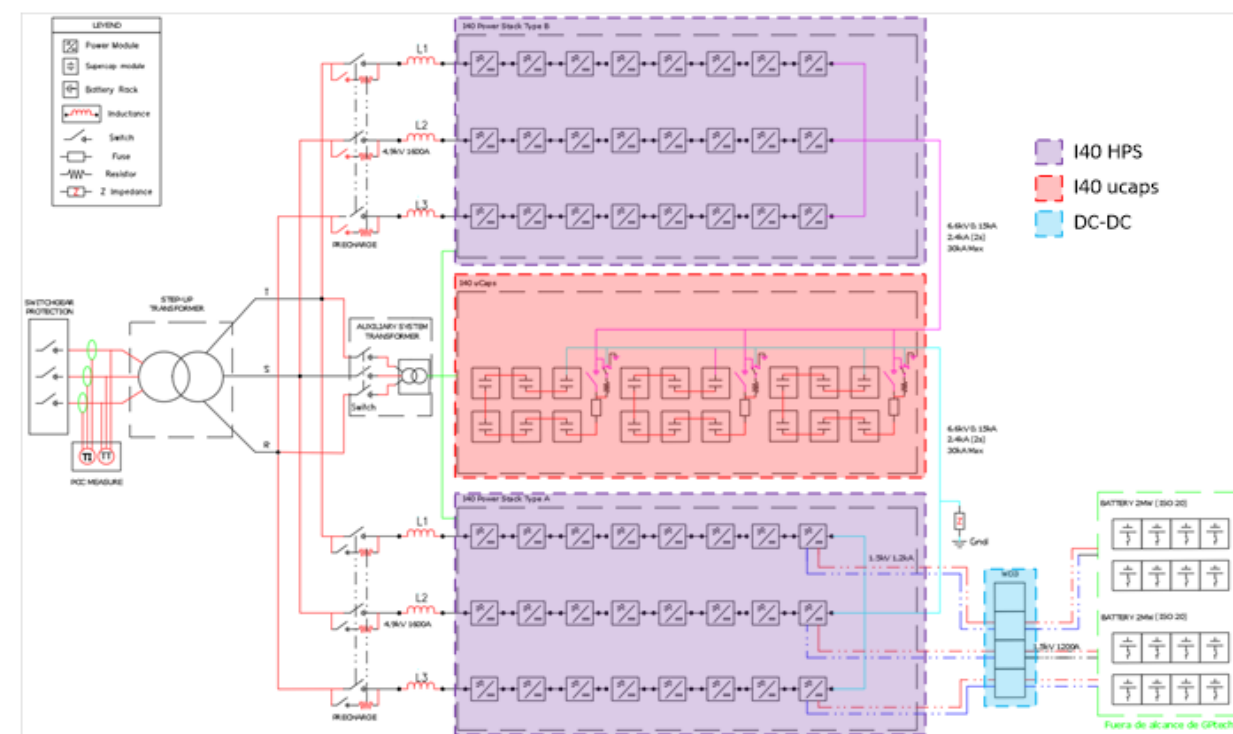 LEYEND
Power Module
Supercap module
Battery Rack
Inductance
Switch
Fuse
Resistor
Z
Z Impedance
I40 Power Stack Type B
L1
L2
4.9kV 1600A
L3
PRECHARGE
6.6kV 0.15kA
2.4kA (2s)
30kA Max
I40 HPS
I40 ucaps
DC-DC
SWITCHGEAR
PROTECTION
STEP-UP
TRANSFORMER
AUXILIARY SYSTEM
TRANSFORMER
Switch
TI
TT
PCC MEASURE
I40 uCaps
6.6kV 0.15kA
2.4kA (2s)
30kA Max
I40 Power Stack Type A
L1
L2
4.9kV 1600A
L3
PRECHARGE
1.5kV 1.2kA
Z
Gnd
BATTERY 2MW (ISO 20)
BATTERY 2MW (ISO 20)
1.5kV 1200A
Fuera de alcance de GPtech